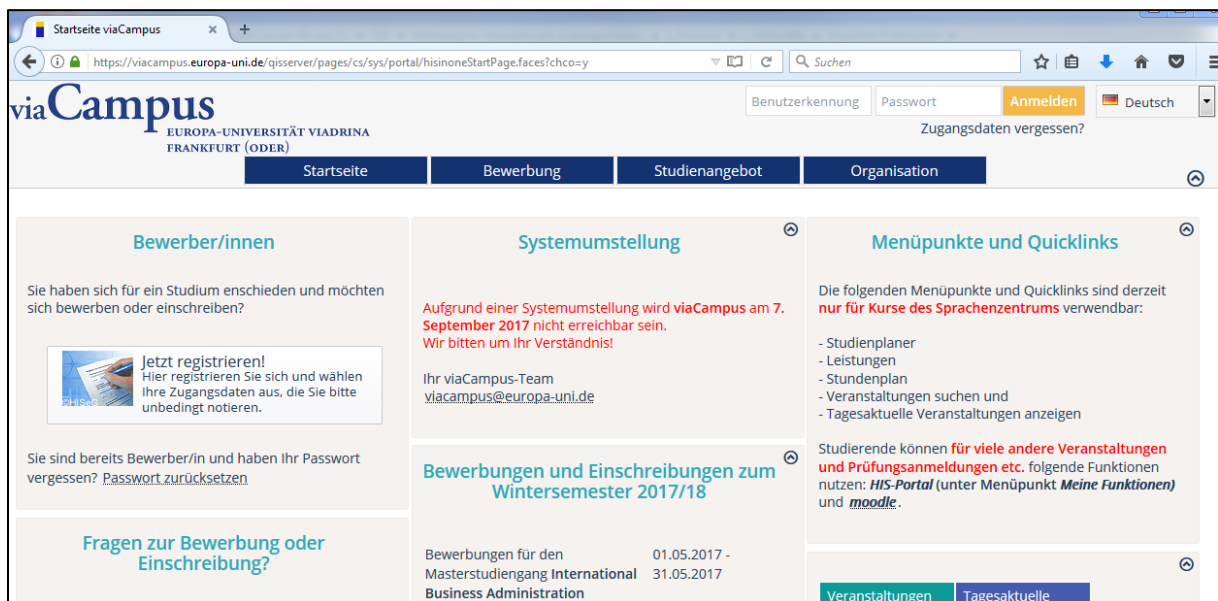 Startseite viaCampus
https://viacampus.europa-uni.de/qisserver/pages/cs/sys/portal/hisinoneStartPage.faces?chco=y
Suchen
viaCampus
EUROPA-UNIVERSITÄT VIADRINA
FRANKFURT (ODER)
Benutzerkennung
Passwort
Anmelden
Deutsch
Zugangsdaten vergessen?
Startseite
Bewerbung
Studienangebot
Organisation
Bewerber/innen
Sie haben sich für ein Studium enschieden und möchten
sich bewerben oder einschreiben?
©HISeG
Jetzt registrieren!
Hier registrieren Sie sich und wählen
Ihre Zugangsdaten aus, die Sie bitte
unbedingt notieren.
Sie sind bereits Bewerber/in und haben Ihr Passwort
vergessen? Passwort zurücksetzen
Fragen zur Bewerbung oder
Einschreibung?
Systemumstellung
Aufgrund einer Systemumstellung wird viaCampus am 7.
September 2017 nicht erreichbar sein.
Wir bitten um Ihr Verständnis!
Ihr viaCampus-Team
viacampus@europa-uni.de
Bewerbungen und Einschreibungen zum
Wintersemester 2017/18
Bewerbungen für den 01.05.2017 -
Masterstudiengang International 31.05.2017
Business Administration
Menüpunkte und Quicklinks
Die folgenden Menüpunkte und Quicklinks sind derzeit
nur für Kurse des Sprachenzentrums verwendbar:
- Studienplaner
- Leistungen
- Stundenplan
- Veranstaltungen suchen und
- Tagesaktuelle Veranstaltungen anzeigen
Studierende können für viele andere Veranstaltungen
und Prüfungsanmeldungen etc. folgende Funktionen
nutzen: HIS-Portal (unter Menüpunkt Meine Funktionen)
und moodle.
Veranstaltungen
Tagesaktuelle